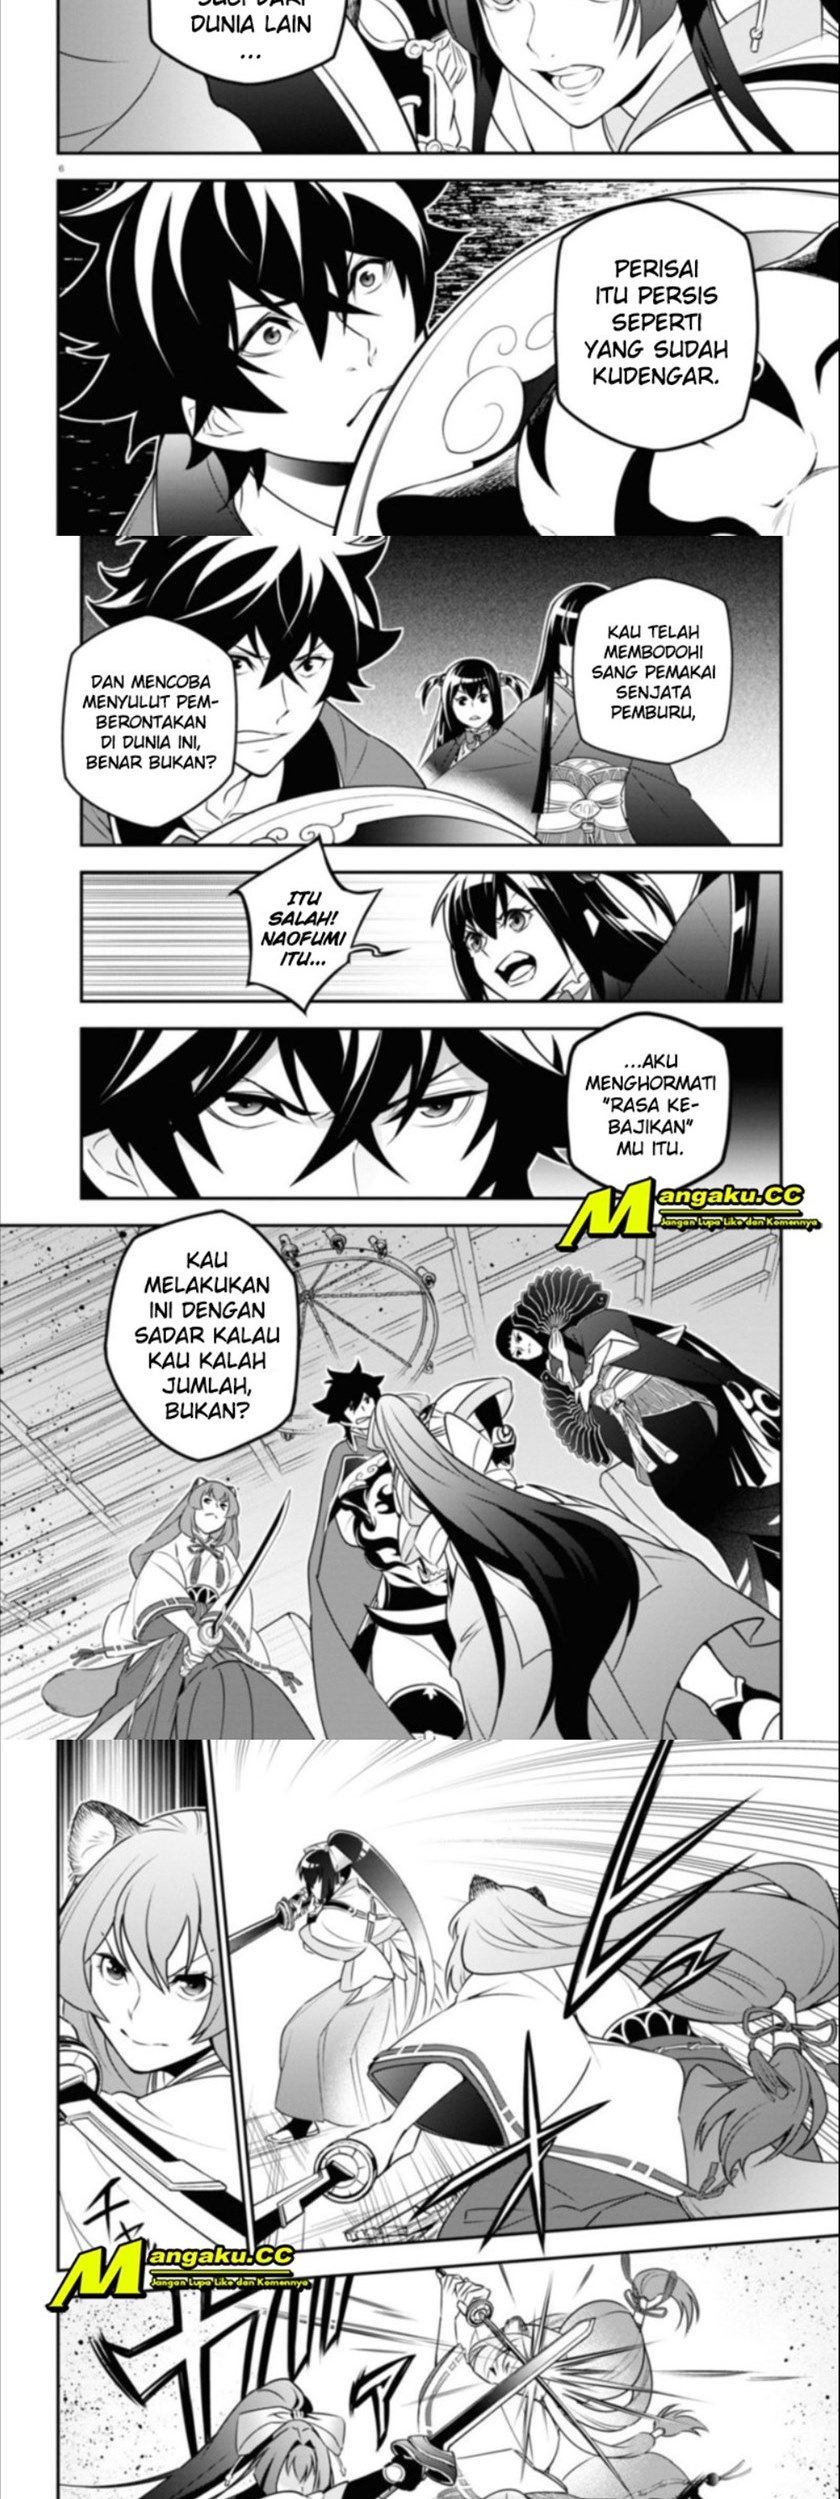 DUNIA LAIN
...
6
PERISAI
ITU PERSIS
SEPERTI
YANG SUDAH
KUDENGAR.
KAU TELAH
MEMBODOHI
SANG PEMAKAI
SENJATA
PEMBURU,
DAN MENCOBA
MENYULUT PEM-
BERONTAKAN
DI DUNIA INI,
BENAR BUKAN?
ITU
SALAH!
NAOFUMI
ITU...
...AKU
MENGHORMATI
"RASA KE-
BAJIKAN"
MU ITU.
Mangaku.CC
Jangan Lupa Like dan Komennya
KAU
MELAKUKAN
INI DENGAN
SADAR KALAU
KAU KALAH
JUMLAH,
BUKAN?
チャ
Mangaku.CC
Jangan Lupa Like dan Komennya